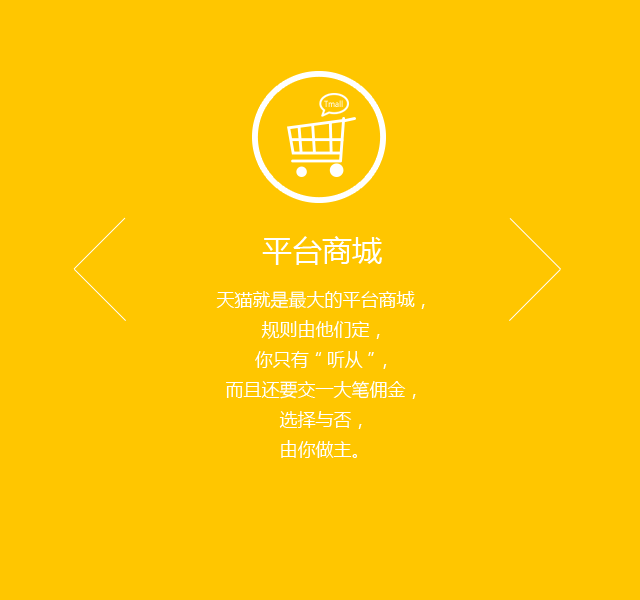 Tmall
平台商城
天猫就是最大的平台商城，
规则由他们定，
你只有“听从”，
而且还要交一大笔佣金，
选择与否，
由你做主。